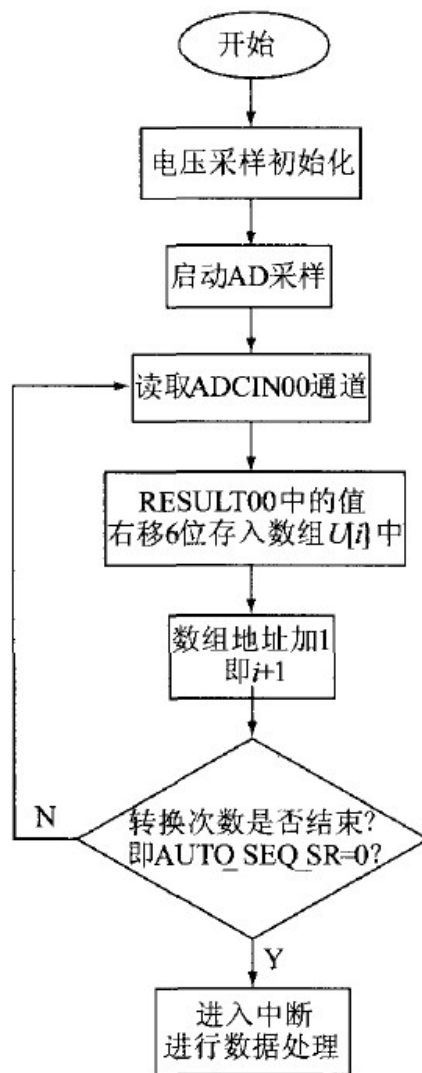 开始
电压采样初始化
启动AD采样
读取ADCIN00通道
RESULT00中的值
右移6位存入数组U[i]中
数组地址加1
即i+1
N
转换次数是否结束?
即AUTO_SEQ_SR=0?
Y
进入中断
进行数据处理